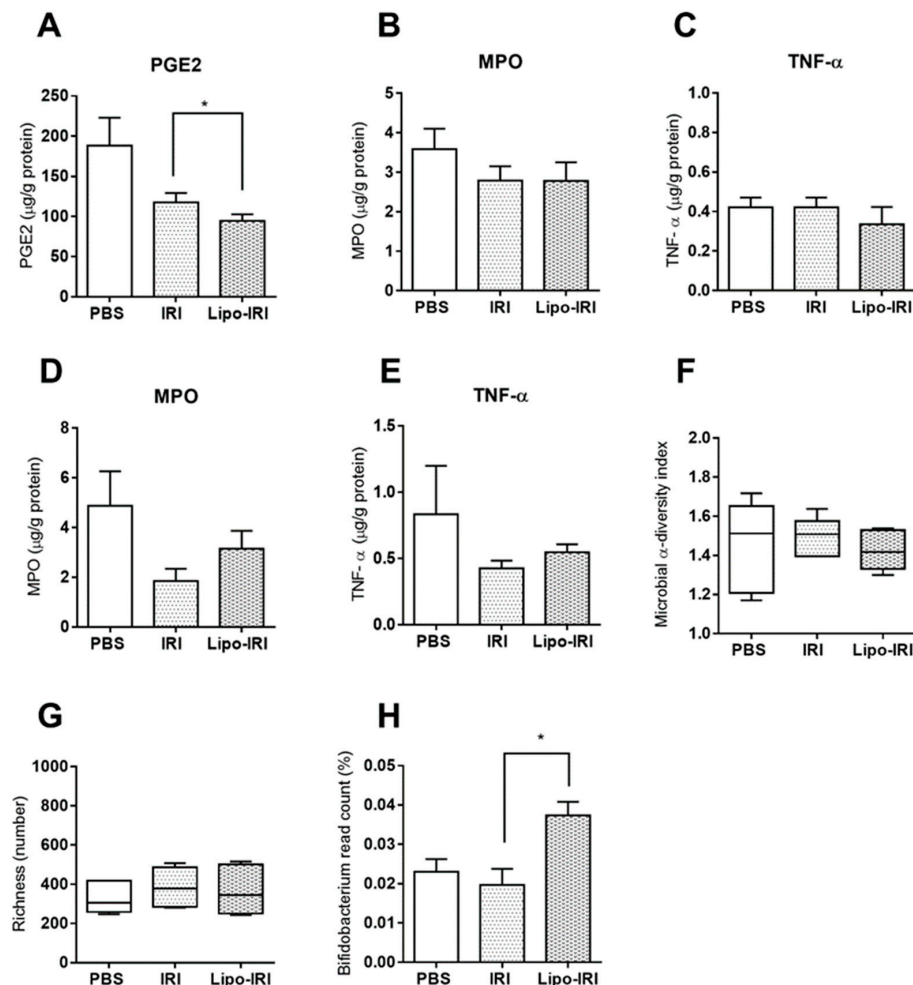 A
PGE2
PGE2 (μg/g protein)
250
200
150
100
50
0
*
PBS IRI Lipo-IRI
B
MPO
MPO (μg/g protein)
5
4
3
2
1
0
PBS IRI Lipo-IRI
C
TNF-α
TNF- α (μg/g protein)
0.8
0.6
0.4
0.2
0.0
PBS IRI Lipo-IRI
D
MPO
MPO (μg/g protein)
8
6
4
2
0
PBS IRI Lipo-IRI
E
TNF-α
TNF- α (μg/g protein)
1.5
1.0
0.5
0.0
PBS IRI Lipo-IRI
F
Microbial α-diversity index
2.0
1.8
1.6
1.4
1.2
1.0
PBS IRI Lipo-IRI
G
Richness (number)
1000
800
600
400
200
0
PBS IRI Lipo-IRI
H
Bifidobacterium read count (%)
0.05
0.04
0.03
0.02
0.01
0.00
*
PBS IRI Lipo-IRI